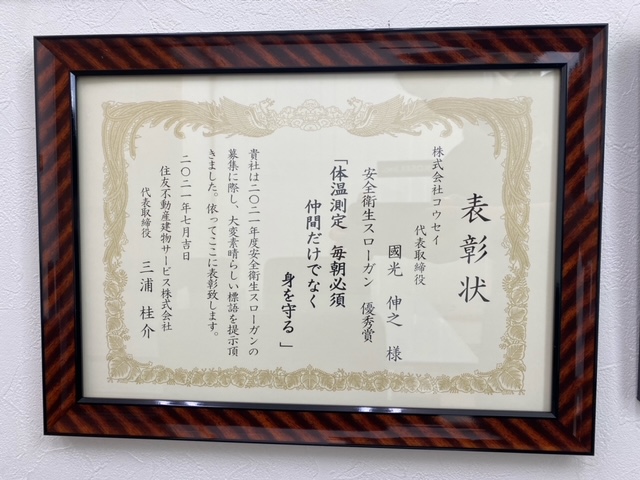 表彰状
株式会社コウセイ
代表取締役
國光 伸之 様
安全衛生スローガン 優秀賞
「体温測定 毎朝必須
仲間だけでなく
身を守る」
貴社は二〇二一年度安全衛生スローガンの
募集に際し、大変素晴らしい標語を提示頂
きました。依ってここに表彰致します。
二〇二一年七月吉日
住友不動産建物サービス株式会社
代表取締役 三浦 桂介